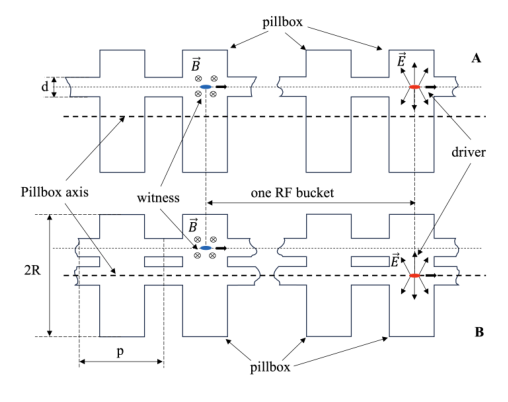 pillbox
A
B⃗
E⃗
d
driver
Pillbox axis
witness
one RF bucket
B⃗
2R
E⃗
B
p
pillbox